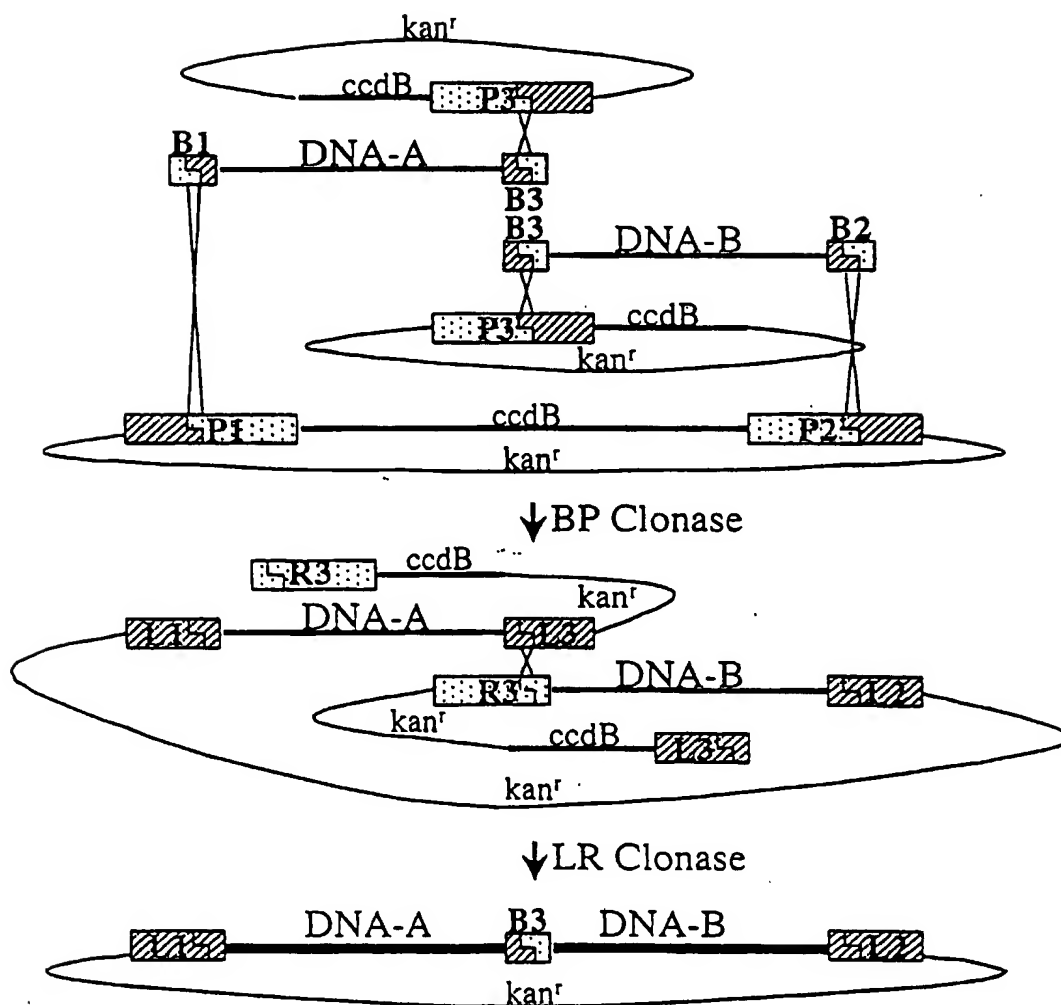 kanʳ
ccdB P3
B1 DNA-A
B3
B3 DNA-B B2
P3 ccdB
kanʳ
P1 ccdB P2
kanʳ
BP Clonase
R3 ccdB
kanʳ
L1 DNA-A L3
R3 DNA-B L2
kanʳ
ccdB L3
kanʳ
LR Clonase
L1 DNA-A B3 DNA-B L2
kanʳ